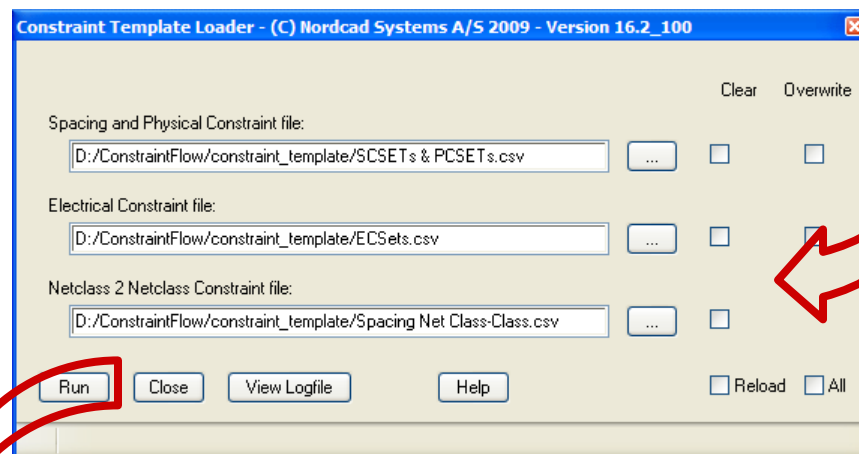 Constraint Template Loader - (C) Nordcad Systems A/S 2009 - Version 16.2_100
Clear Overwrite
Spacing and Physical Constraint file:
D:/ConstraintFlow/constraint_template/SCSETs & PCSETs.csv ...
Electrical Constraint file:
D:/ConstraintFlow/constraint_template/ECSets.csv ...
Netclass 2 Netclass Constraint file:
D:/ConstraintFlow/constraint_template/Spacing Net Class-Class.csv ...
Run Close View Logfile Help Reload All